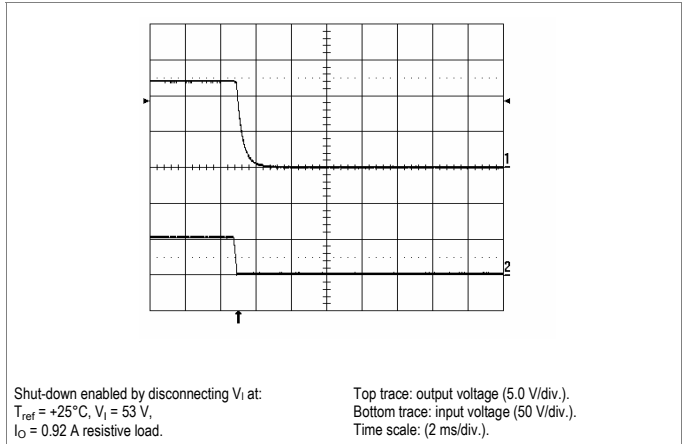 1
2
Shut-down enabled by disconnecting VI at:
Tref = +25°C, VI = 53 V,
IO = 0.92 A resistive load.
Top trace: output voltage (5.0 V/div.).
Bottom trace: input voltage (50 V/div.).
Time scale: (2 ms/div.).